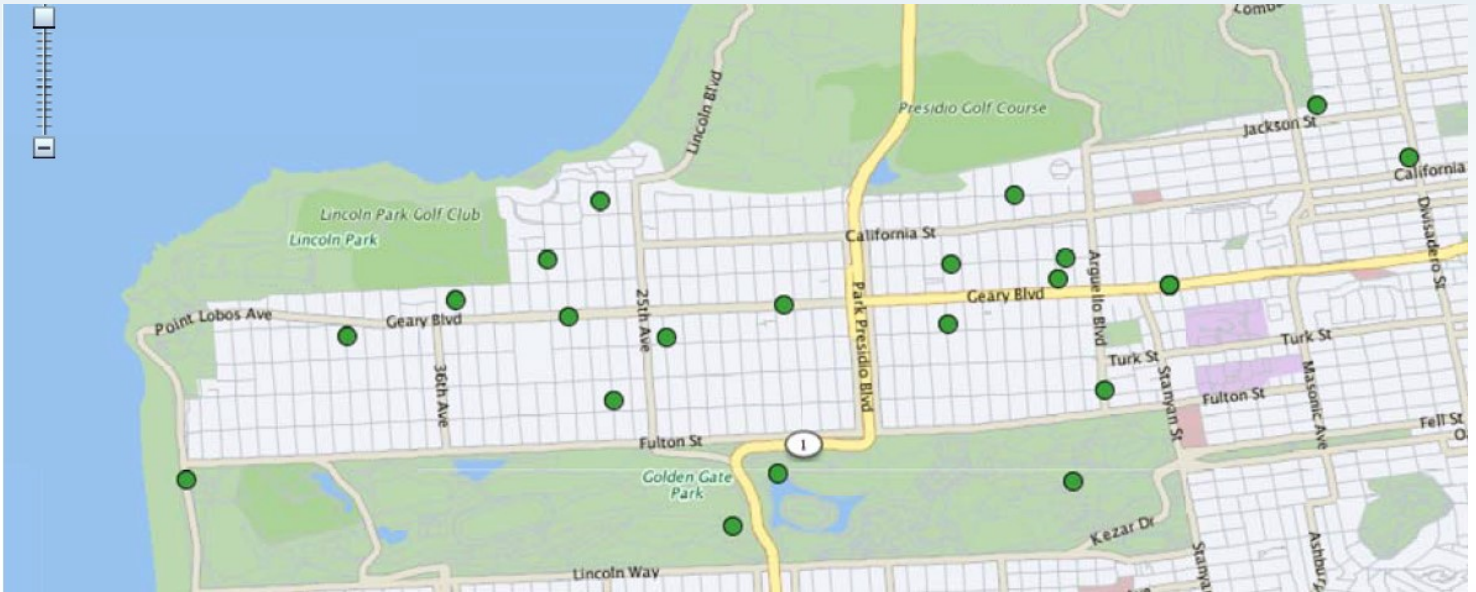 Lincoln Blvd
Presidio Golf Course
Jackson St
California
Lincoln Park Golf Club
Lincoln Park
California St
Divisadero St
Point Lobos Ave
Geary Blvd
25th Ave
Park Presidio Blvd
Geary Blvd
Arguello Blvd
36th Ave
Turk St
Turk St
Stanyan St
Masonic Ave
Fulton St
Fulton St
Fell St
1
Golden Gate
Park
Kezar Dr
Lincoln Way